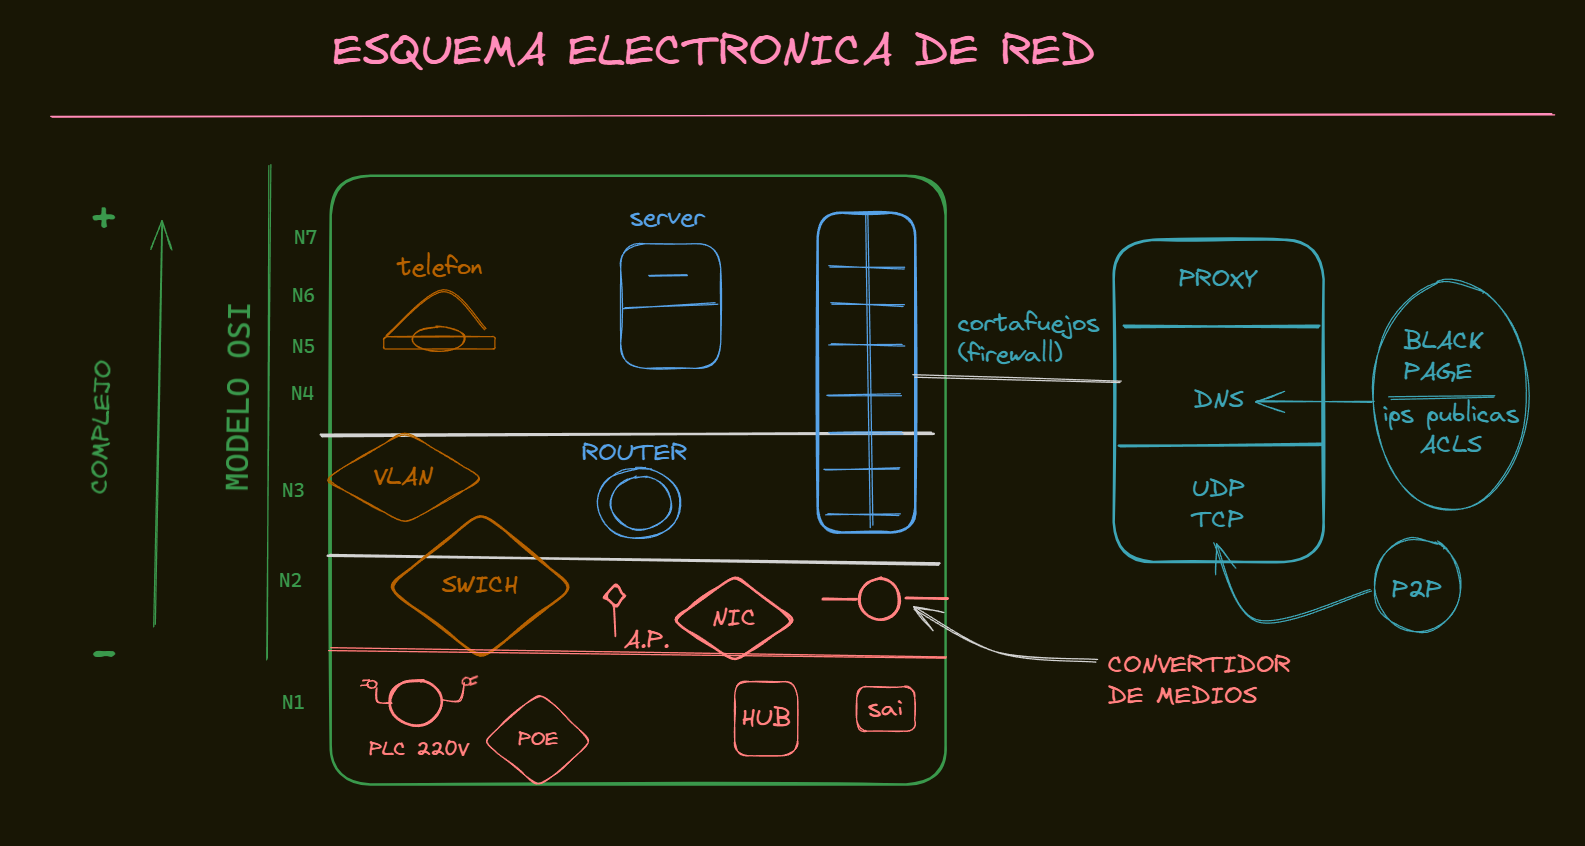 ESQUEMA ELECTRONICA DE RED
+
COMPLEJO
-
MODELO OSI
N7
N6
N5
N4
N3
N2
N1
telefon
server
cortafuejos
(firewall)
PROXY
DNS
UDP
TCP
BLACK
PAGE
ips publicas
ACLS
P2P
VLAN
ROUTER
SWICH
A.P.
NIC
CONVERTIDOR
DE MEDIOS
PLC 220V
POE
HUB
sai